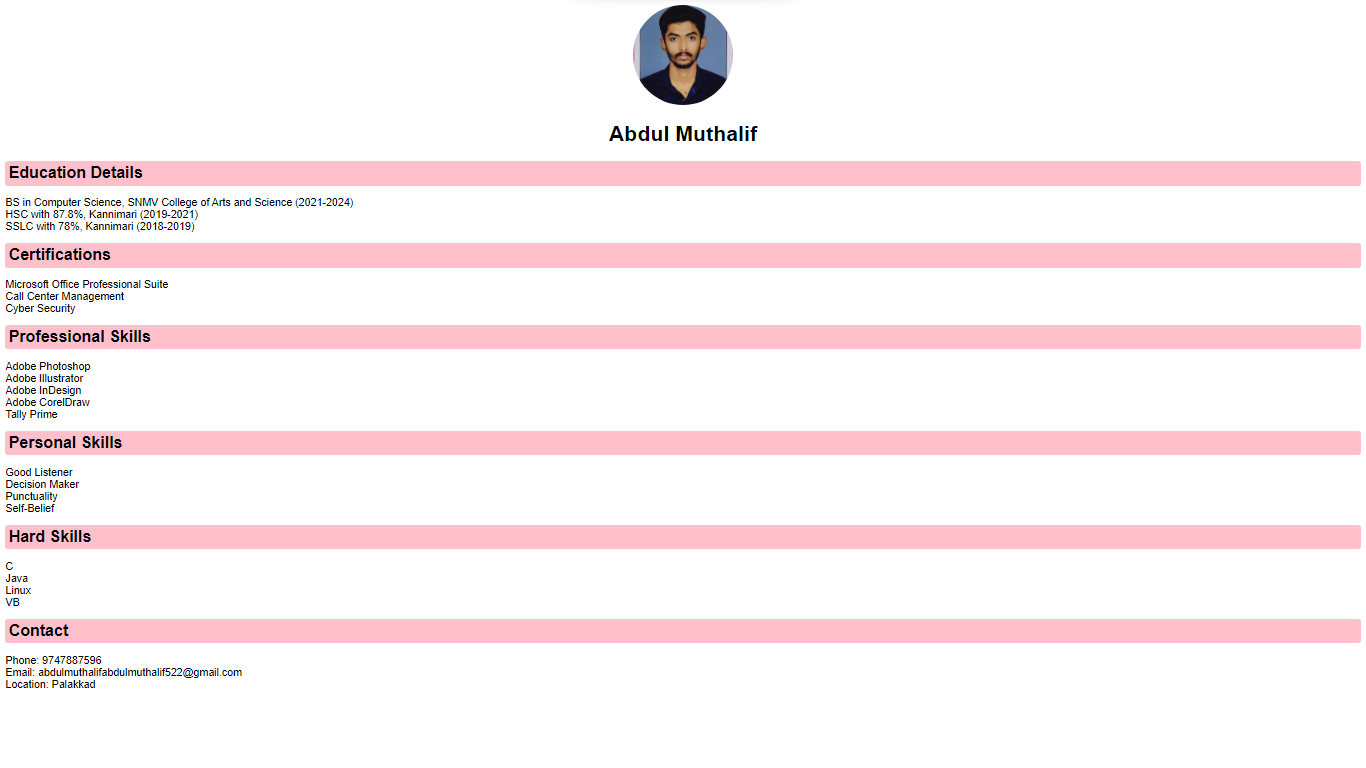 Abdul Muthalif
Education Details
BS in Computer Science, SNMV College of Arts and Science (2021-2024)
HSC with 87.8%, Kannimari (2019-2021)
SSLC with 78%, Kannimari (2018-2019)
Certifications
Microsoft Office Professional Suite
Call Center Management
Cyber Security
Professional Skills
Adobe Photoshop
Adobe Illustrator
Adobe InDesign
Adobe CorelDraw
Tally Prime
Personal Skills
Good Listener
Decision Maker
Punctuality
Self-Belief
Hard Skills
C
Java
Linux
VB
Contact
Phone: 9747887596
Email: abdulmuthalifabdulmuthalif522@gmail.com
Location: Palakkad